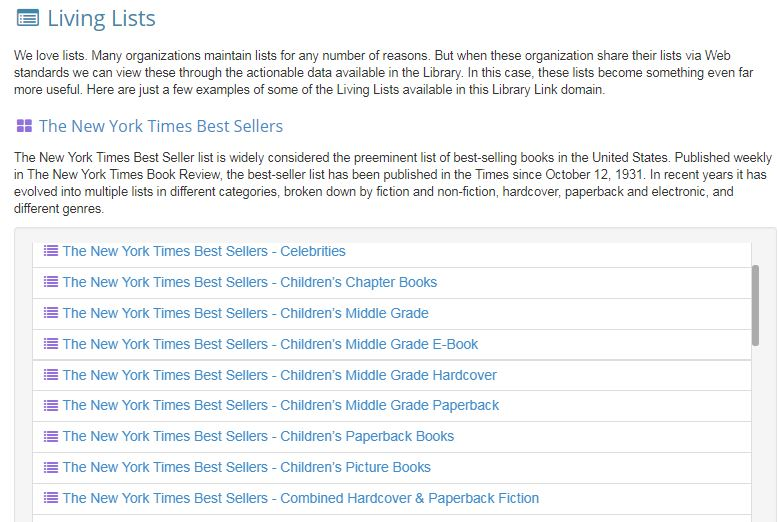 Living Lists
We love lists. Many organizations maintain lists for any number of reasons. But when these organization share their lists via Web
standards we can view these through the actionable data available in the Library. In this case, these lists become something even far
more useful. Here are just a few examples of some of the Living Lists available in this Library Link domain.
The New York Times Best Sellers
The New York Times Best Seller list is widely considered the preeminent list of best-selling books in the United States. Published weekly
in The New York Times Book Review, the best-seller list has been published in the Times since October 12, 1931. In recent years it has
evolved into multiple lists in different categories, broken down by fiction and non-fiction, hardcover, paperback and electronic, and
different genres.
The New York Times Best Sellers - Celebrities
The New York Times Best Sellers - Children’s Chapter Books
The New York Times Best Sellers - Children’s Middle Grade
The New York Times Best Sellers - Children’s Middle Grade E-Book
The New York Times Best Sellers - Children’s Middle Grade Hardcover
The New York Times Best Sellers - Children’s Middle Grade Paperback
The New York Times Best Sellers - Children’s Paperback Books
The New York Times Best Sellers - Children’s Picture Books
The New York Times Best Sellers - Combined Hardcover & Paperback Fiction